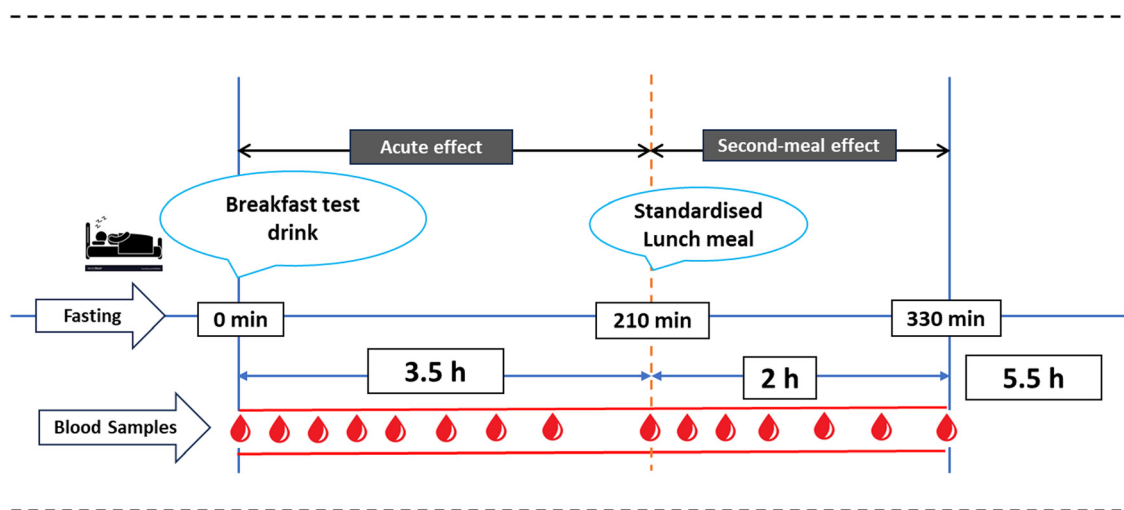 Acute effect
Second-meal effect
Breakfast test
drink
Standardised
Lunch meal
Fasting
0 min
210 min
330 min
3.5 h
2 h
5.5 h
Blood Samples